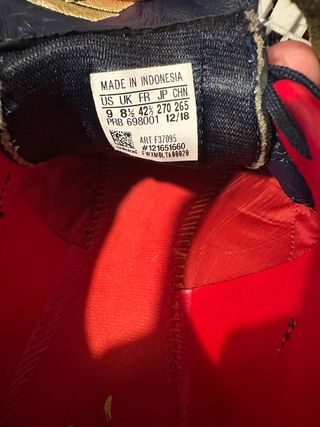 MADE IN INDONESIA
US UK FR JP CHN
9 8½ 42⅔ 270 265
PRB 698001 12/18
ART F37095
#121651660